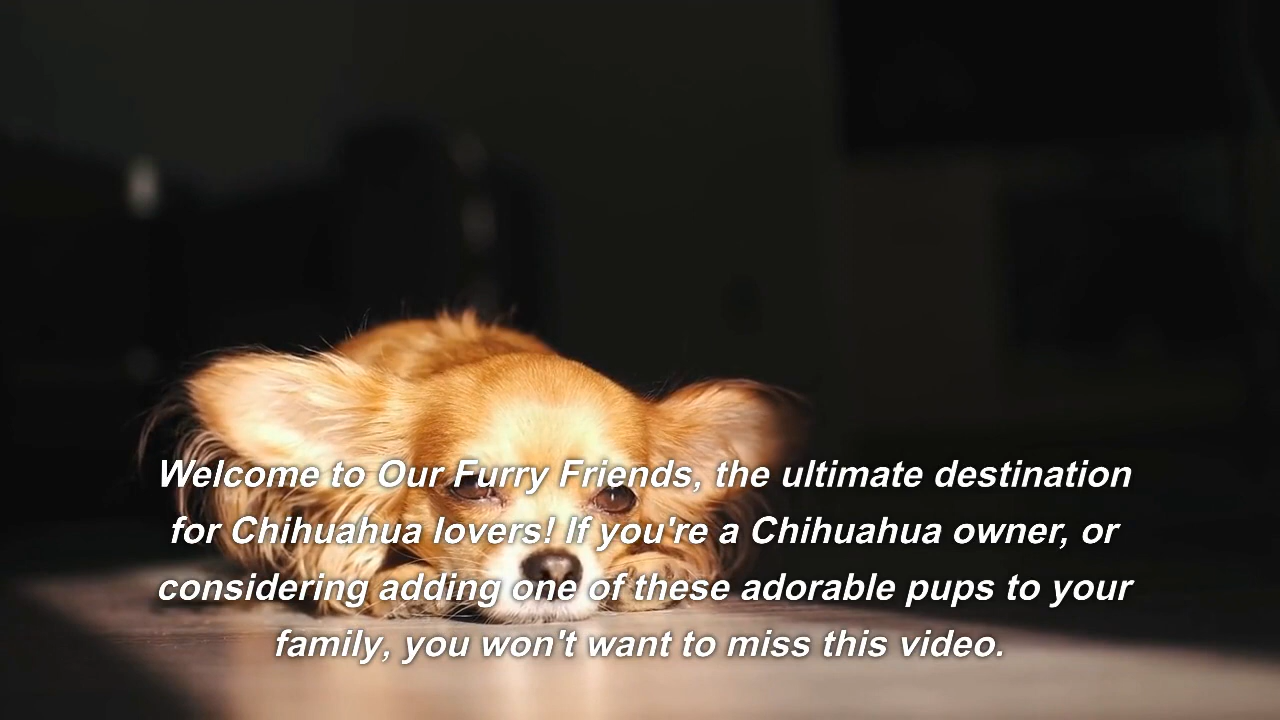 Welcome to Our Furry Friends, the ultimate destination
for Chihuahua lovers! If you're a Chihuahua owner, or
considering adding one of these adorable pups to your
family, you won't want to miss this video.